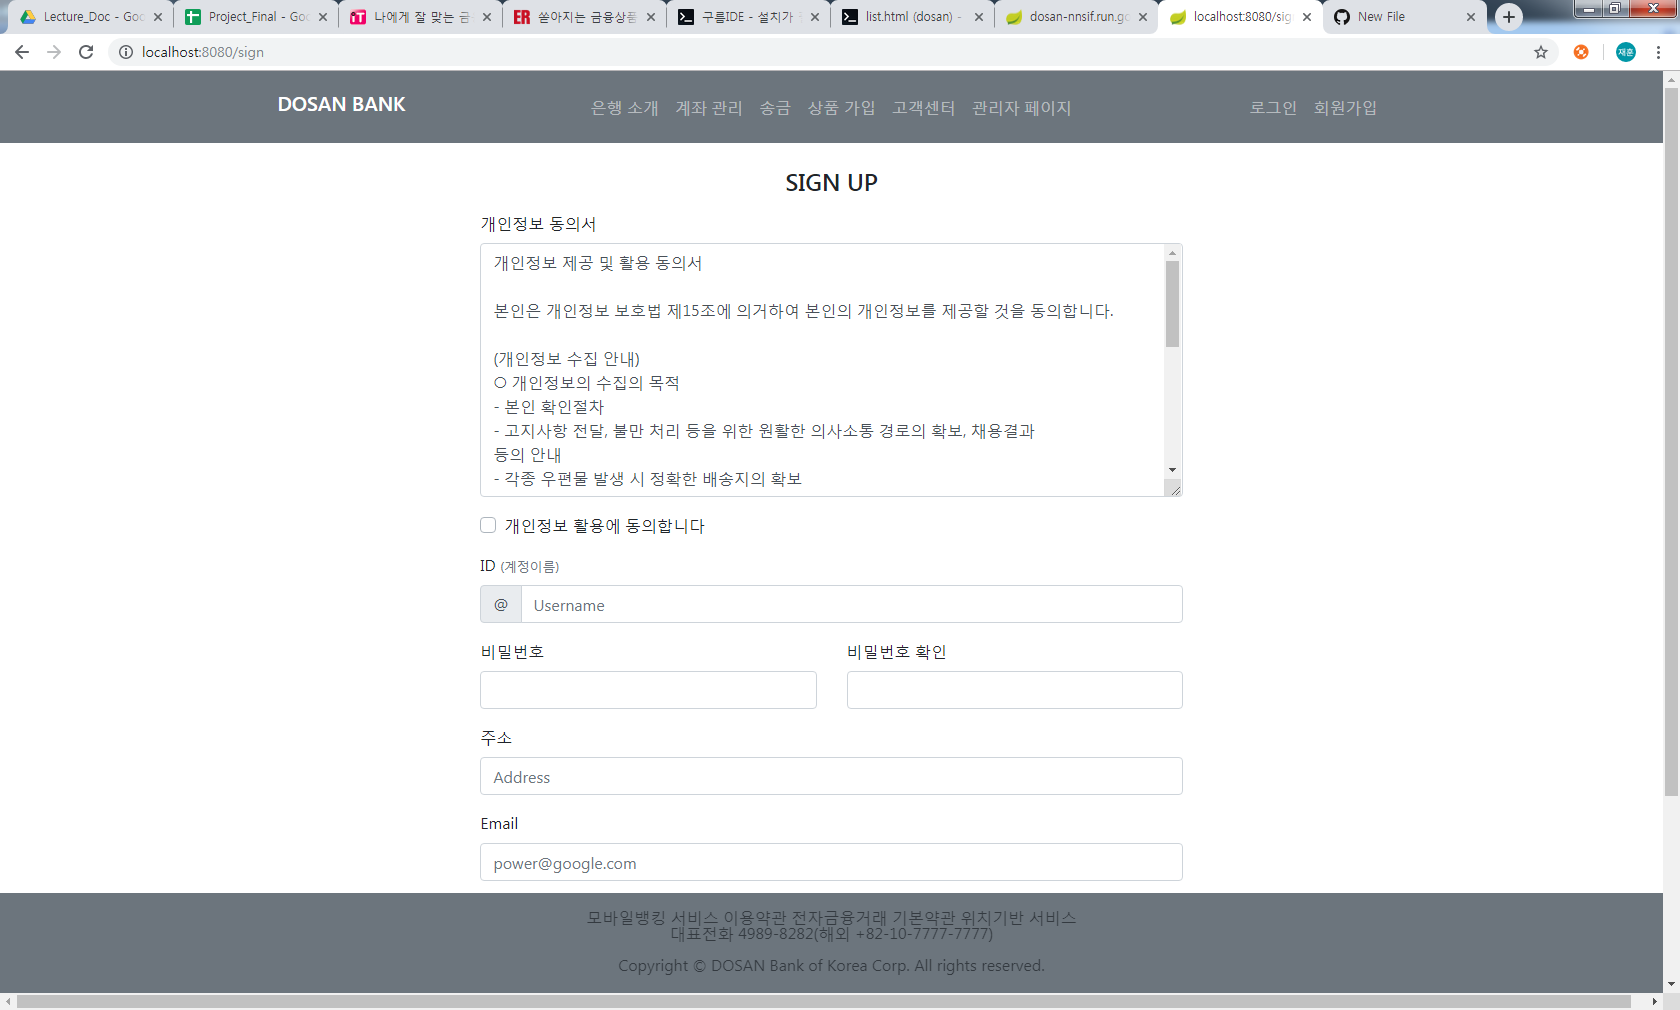 Lecture_Doc - Goo
Project_Final - Goo
나에게 잘 맞는 금
쏟아지는 금융상품
구름IDE - 설치가
list.html (dosan) -
dosan-nnsif.run.go
localhost:8080/sig
New File
localhost:8080/sign
재훈
DOSAN BANK
은행 소개
계좌 관리
송금
상품 가입
고객센터
관리자 페이지
로그인
회원가입
SIGN UP
개인정보 동의서
개인정보 제공 및 활용 동의서
본인은 개인정보 보호법 제15조에 의거하여 본인의 개인정보를 제공할 것을 동의합니다.
(개인정보 수집 안내)
○ 개인정보의 수집의 목적
- 본인 확인절차
- 고지사항 전달, 불만 처리 등을 위한 원활한 의사소통 경로의 확보, 채용결과
등의 안내
- 각종 우편물 발생 시 정확한 배송지의 확보
개인정보 활용에 동의합니다
ID (계정이름)
@ Username
비밀번호
비밀번호 확인
주소
Address
Email
power@google.com
모바일뱅킹 서비스 이용약관 전자금융거래 기본약관 위치기반 서비스
대표전화 4989-8282(해외 +82-10-7777-7777)
Copyright © DOSAN Bank of Korea Corp. All rights reserved.